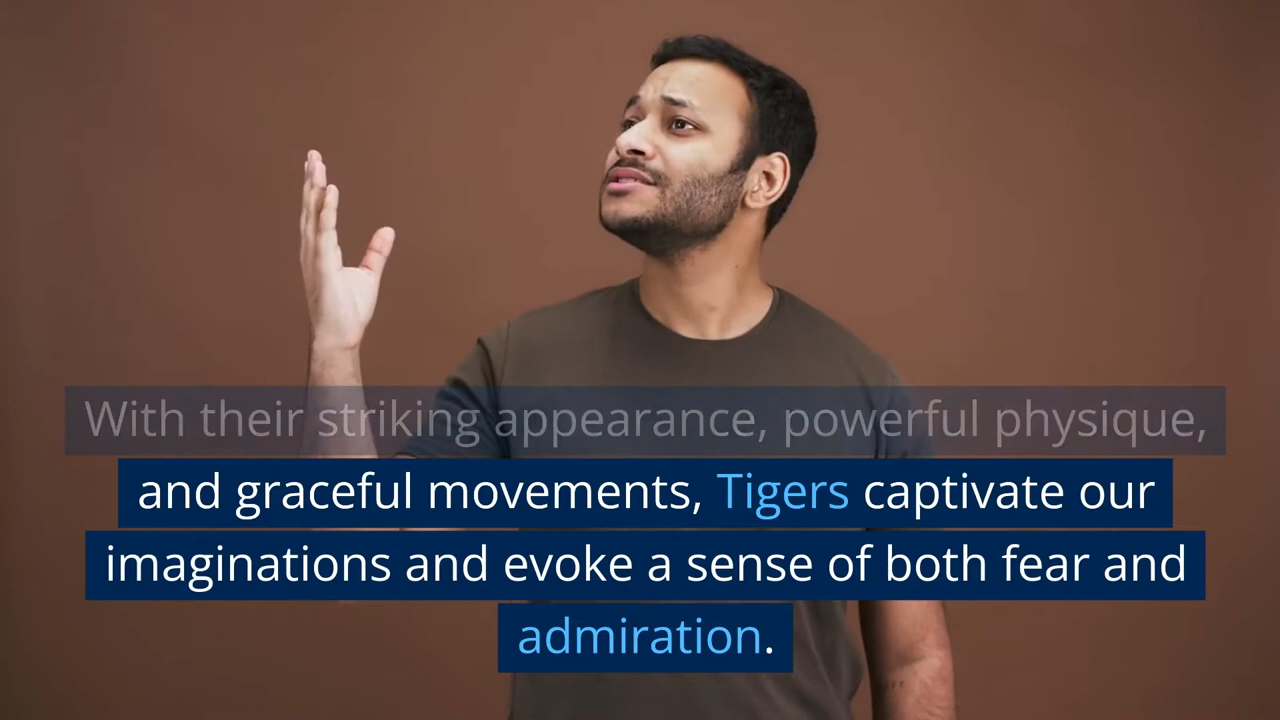 With their striking appearance, powerful physique,
and graceful movements, Tigers captivate our
imaginations and evoke a sense of both fear and
admiration.